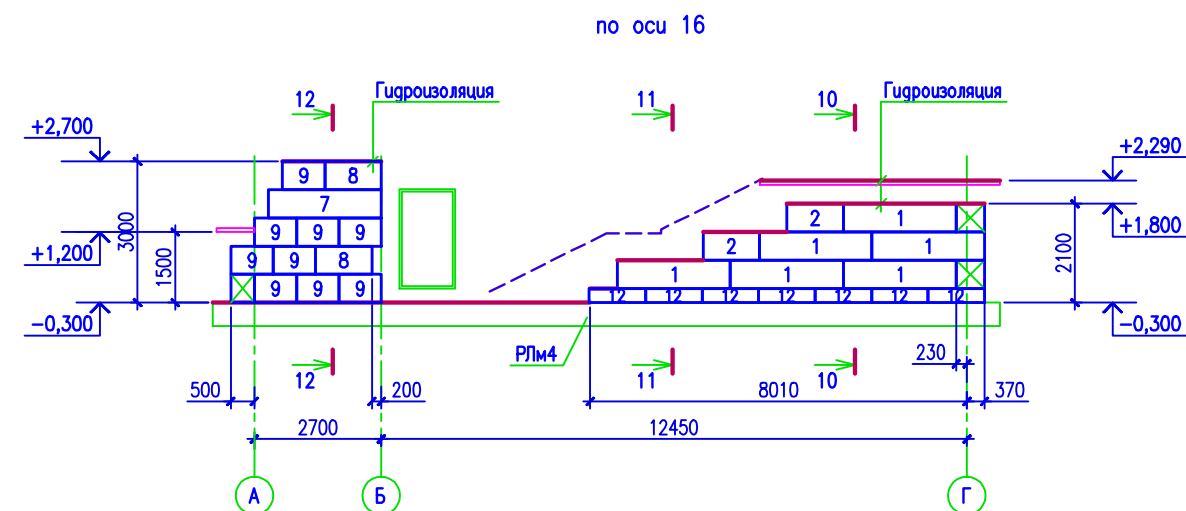 по оси 16
12
Гидроизоляция
11
10
Гидроизоляция
+2,700
+2,290
9 8
7
3000
+1,200
1500
9 9 9
2 1
+1,800
2100
9 9 8
2 1 1
9 9 9
1 1 1
12 12 12 12 12 12 12
-0,300
-0,300
РЛм4
230
12
11
10
500
200
8010
370
2700
12450
А
Б
Г